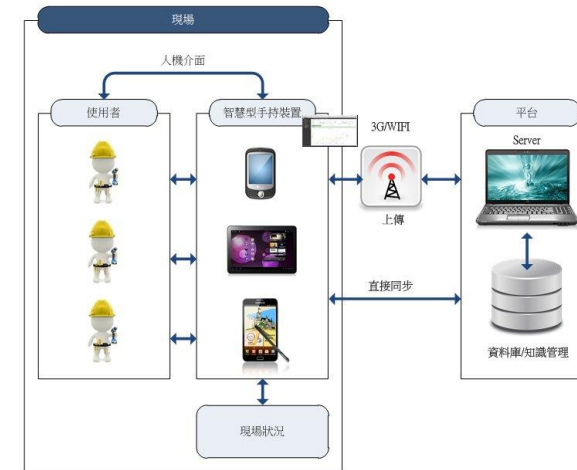 現場
人機介面
使用者
智慧型手持裝置
3G/WIFI
上傳
平台
Server
直接同步
資料庫/知識管理
現場狀況